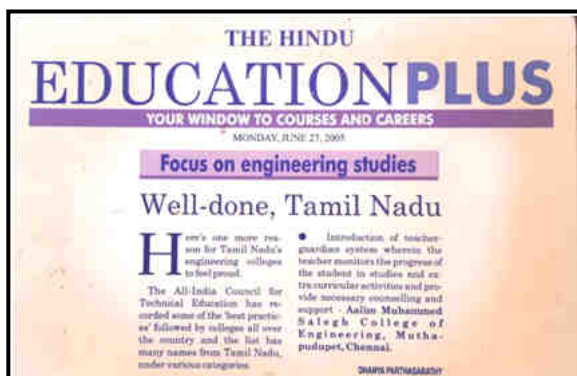 THE HINDU
EDUCATIONPLUS
YOUR WINDOW TO COURSES AND CAREERS
MONDAY, JUNE 27, 2005
Focus on engineering studies
Well-done, Tamil Nadu
Here's one more rea-
son for Tamil Nadu's
engineering colleges
to feel proud.
The All-India Council for
Technical Education has re-
corded some of the 'best practic-
es' followed by colleges all over
the country and the list has
many names from Tamil Nadu,
under various categories.
● Introduction of teacher-
guardian system wherein the
teacher monitors the progress of
the student in studies and ex-
tra curricular activities and pro-
vide necessary counselling and
support - Aalim Muhammed
Salegh College of
Engineering, Mutha-
pudupet, Chennai.
DHANYA PARTHASARATHY